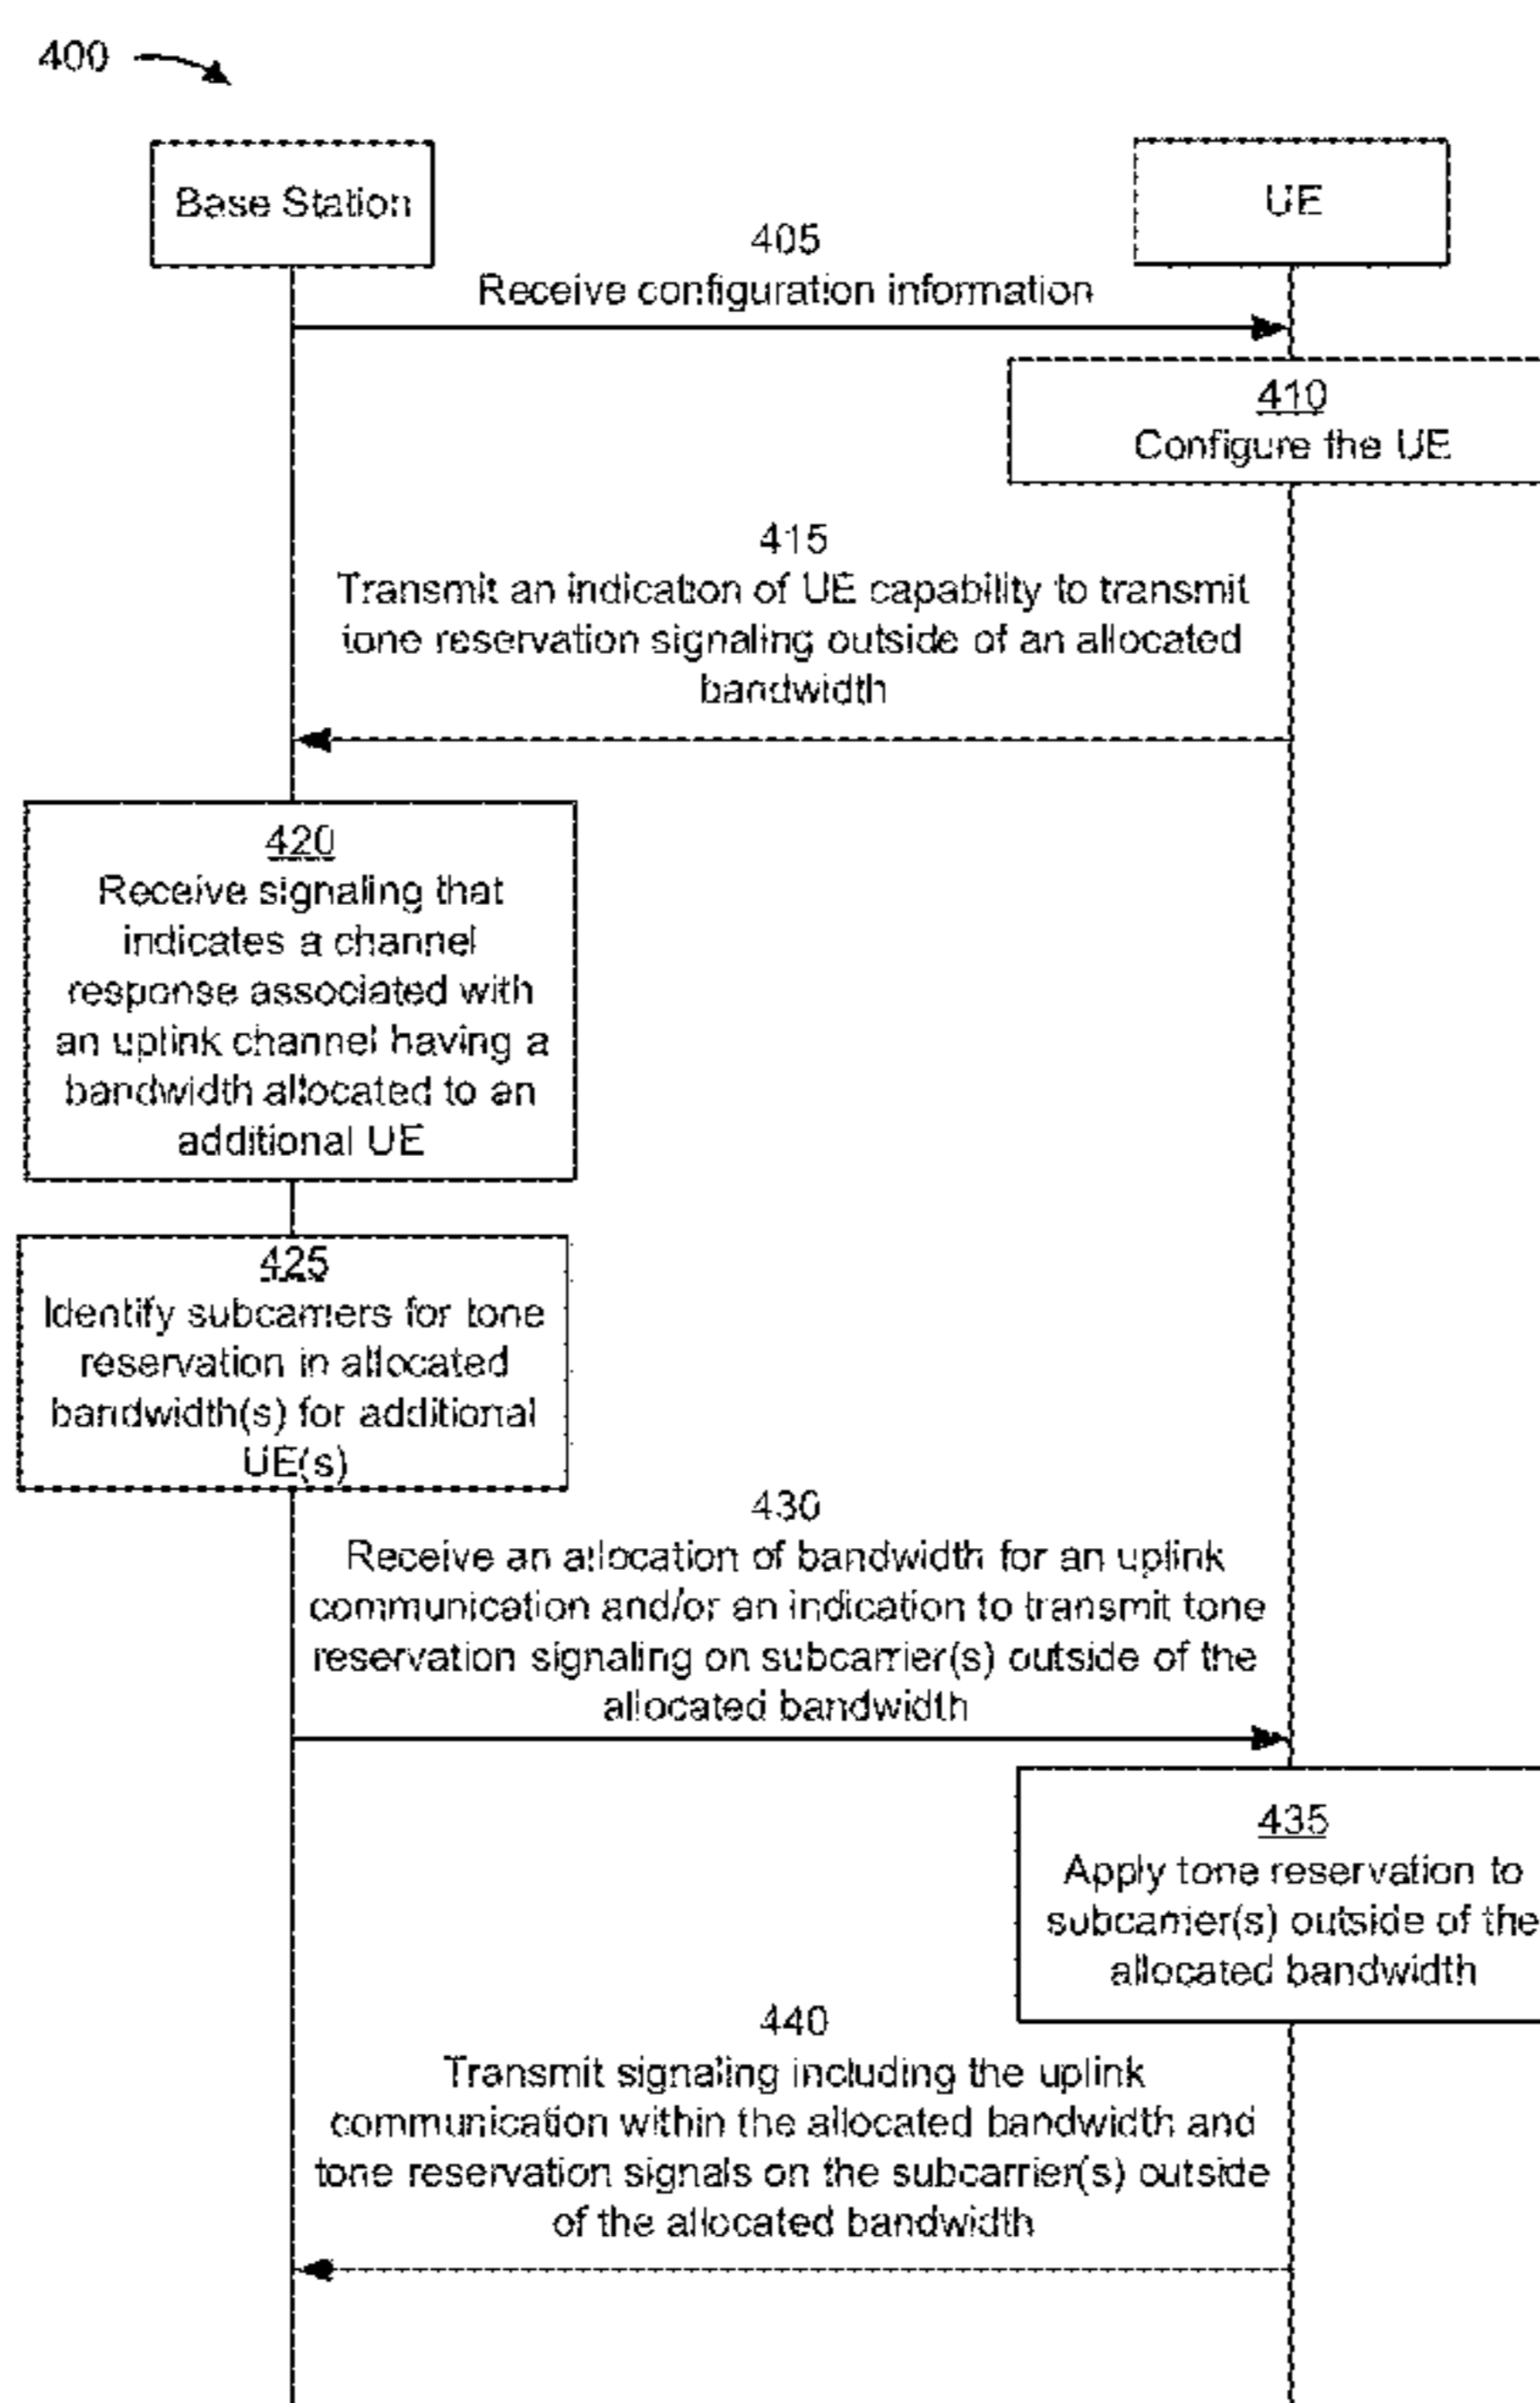 400
Base Station
UE
405
Receive configuration information
410
Configure the UE
415
Transmit an indication of UE capability to transmit
tone reservation signaling outside of an allocated
bandwidth
420
Receive signaling that
indicates a channel
response associated with
an uplink channel having a
bandwidth allocated to an
additional UE
425
Identify subcarriers for tone
reservation in allocated
bandwidth(s) for additional
UE(s)
430
Receive an allocation of bandwidth for an uplink
communication and/or an indication to transmit tone
reservation signaling on subcarrier(s) outside of the
allocated bandwidth
435
Apply tone reservation to
subcarrier(s) outside of the
allocated bandwidth
440
Transmit signaling including the uplink
communication within the allocated bandwidth and
tone reservation signals on the subcarrier(s) outside
of the allocated bandwidth